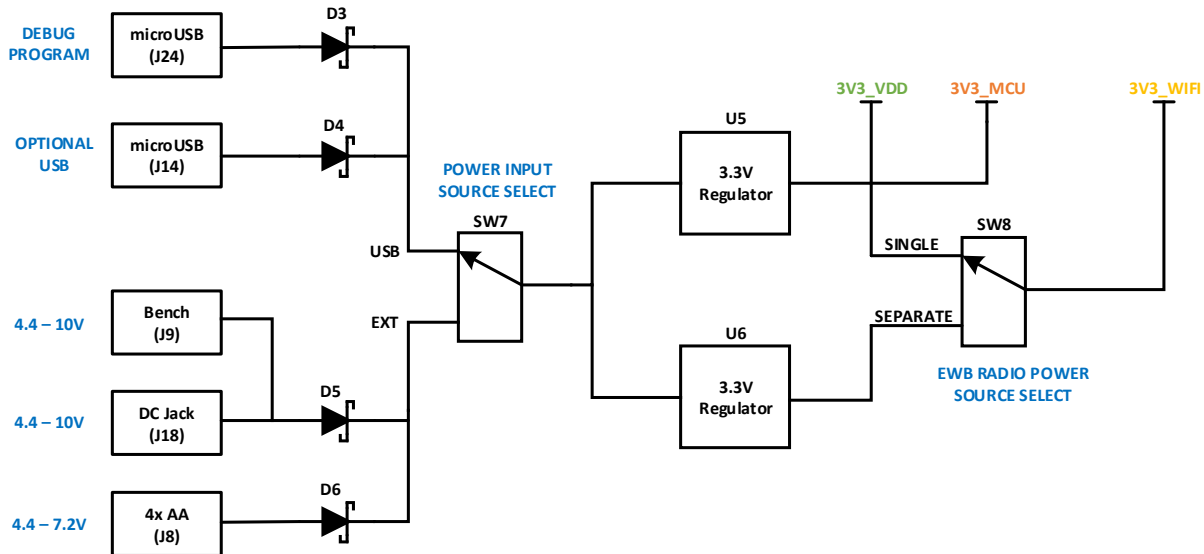 DEBUG
PROGRAM
microUSB
(J24)
D3
OPTIONAL
USB
microUSB
(J14)
D4
POWER INPUT
SOURCE SELECT
SW7
USB
EXT
4.4 – 10V
Bench
(J9)
4.4 – 10V
DC Jack
(J18)
D5
4.4 – 7.2V
4x AA
(J8)
D6
U5
3.3V
Regulator
U6
3.3V
Regulator
3V3_VDD
3V3_MCU
3V3_WIFI
SINGLE
SEPARATE
SW8
EWB RADIO POWER
SOURCE SELECT